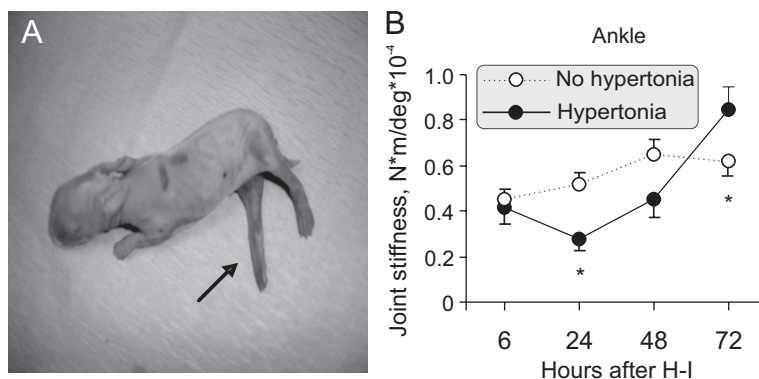 A
B
Ankle
Joint stiffness, N*m/deg*10⁻⁴
1.0
0.8
0.6
0.4
0.2
0
No hypertonia
Hypertonia
*
*
6 24 48 72
Hours after H-I